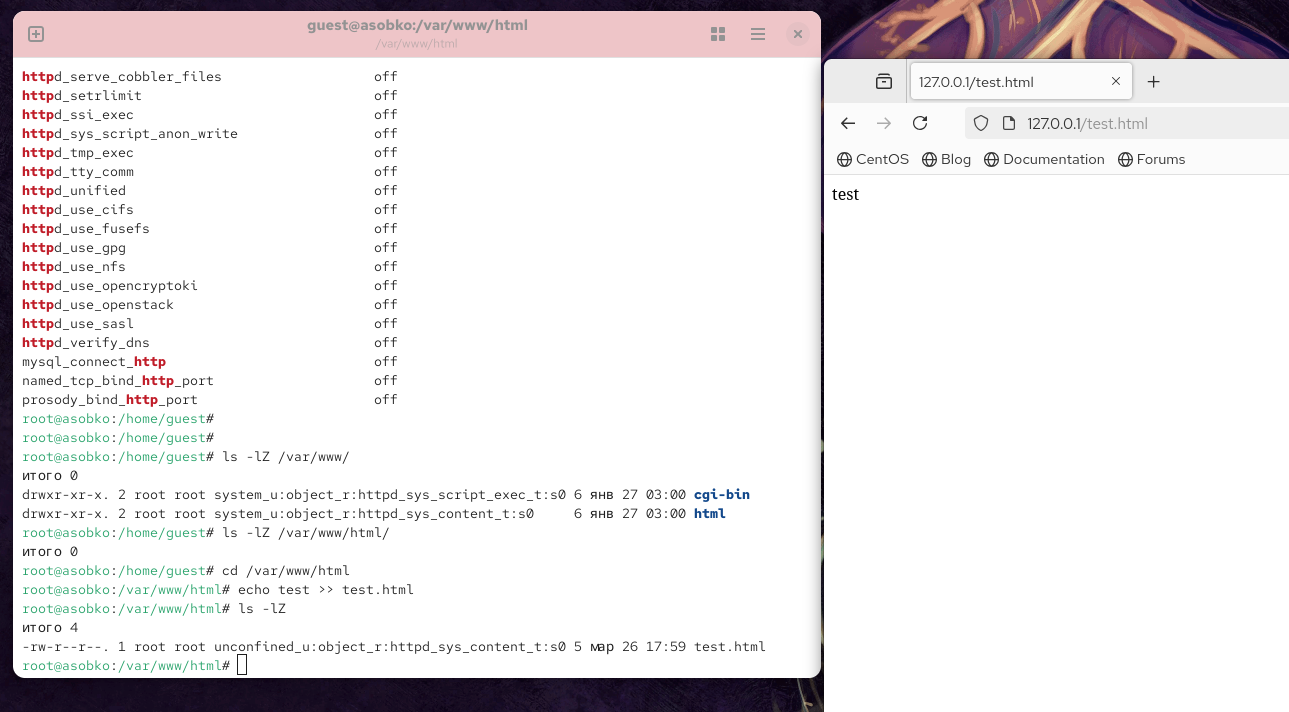 guest@asobko:/var/www/html
/var/www/html
httpd_serve_cobbler_files off
httpd_setrlimit off
httpd_ssi_exec off
httpd_sys_script_anon_write off
httpd_tmp_exec off
httpd_tty_comm off
httpd_unified off
httpd_use_cifs off
httpd_use_fusefs off
httpd_use_gpg off
httpd_use_nfs off
httpd_use_opencryptoki off
httpd_use_openstack off
httpd_use_sasl off
httpd_verify_dns off
mysql_connect_http off
named_tcp_bind_http_port off
prosody_bind_http_port off
root@asobko:/home/guest#
root@asobko:/home/guest#
root@asobko:/home/guest# ls -lZ /var/www/
итого 0
drwxr-xr-x. 2 root root system_u:object_r:httpd_sys_script_exec_t:s0 6 янв 27 03:00 cgi-bin
drwxr-xr-x. 2 root root system_u:object_r:httpd_sys_content_t:s0 6 янв 27 03:00 html
root@asobko:/home/guest# ls -lZ /var/www/html/
итого 0
root@asobko:/home/guest# cd /var/www/html
root@asobko:/var/www/html# echo test >> test.html
root@asobko:/var/www/html# ls -lZ
итого 4
-rw-r--r--. 1 root root unconfined_u:object_r:httpd_sys_content_t:s0 5 мар 26 17:59 test.html
root@asobko:/var/www/html#
127.0.0.1/test.html
127.0.0.1/test.html
CentOS Blog Documentation Forums
test